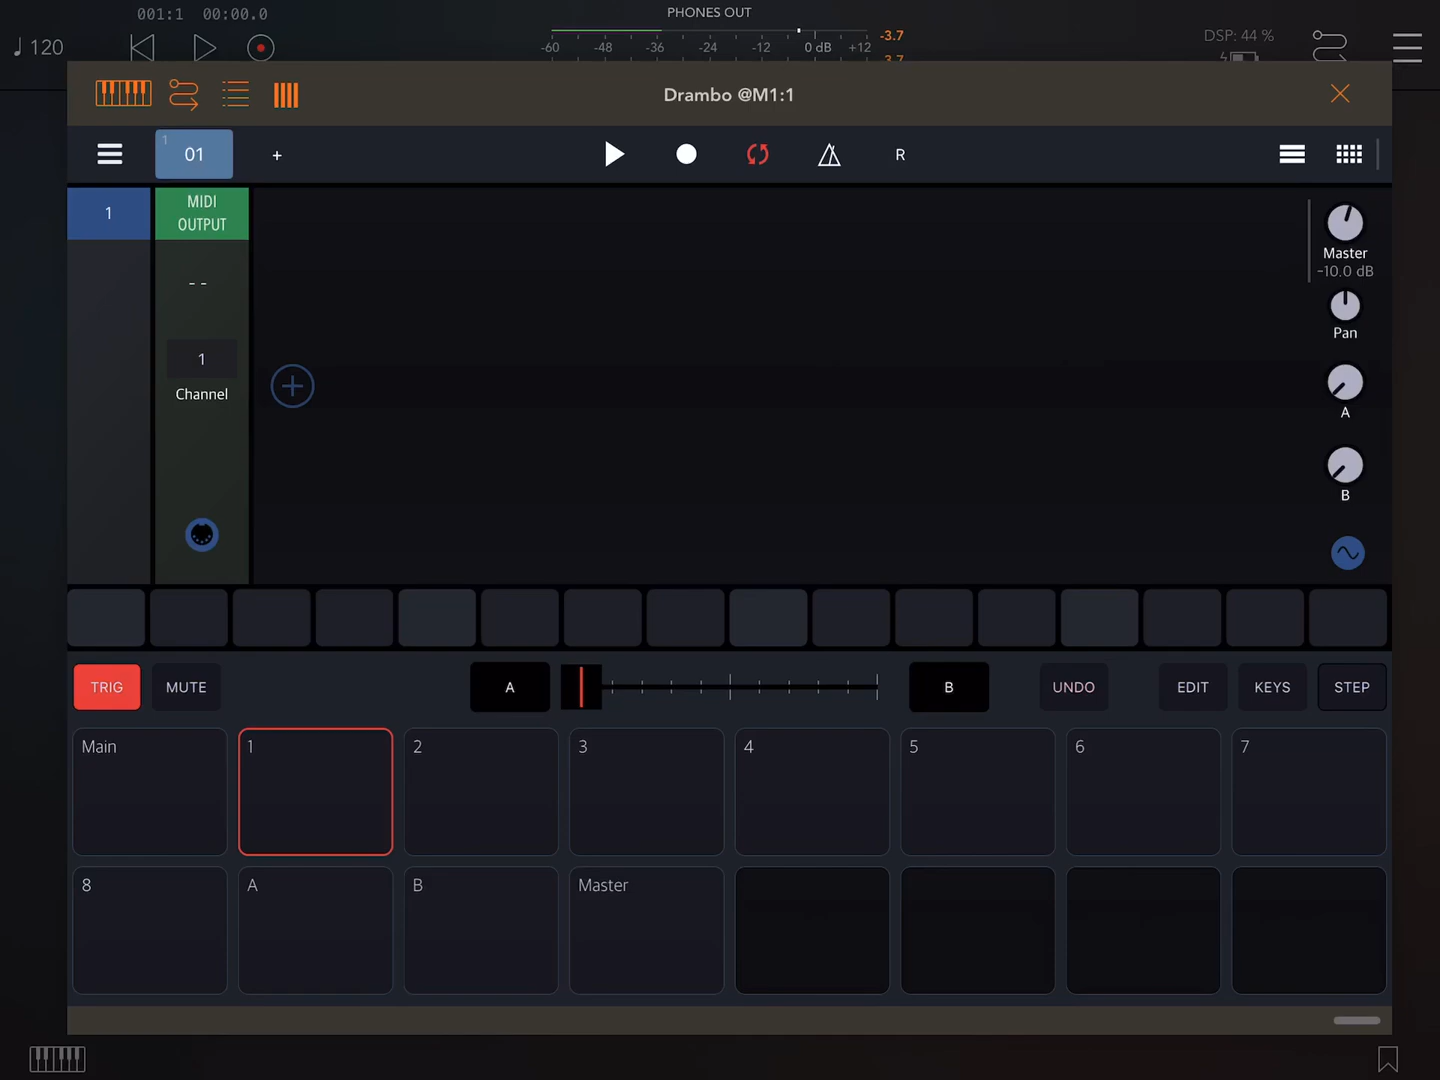 001:1 00:00.0
PHONES OUT
♩ 120
-60 -48 -36 -24 -12 0 dB +12
-3.7
DSP: 44 %
Drambo @M1:1
1
01
+
R
1
MIDI
OUTPUT
- -
1
Channel
Master
-10.0 dB
Pan
A
B
TRIG
MUTE
A
B
UNDO
EDIT
KEYS
STEP
Main
1
2
3
4
5
6
7
8
A
B
Master